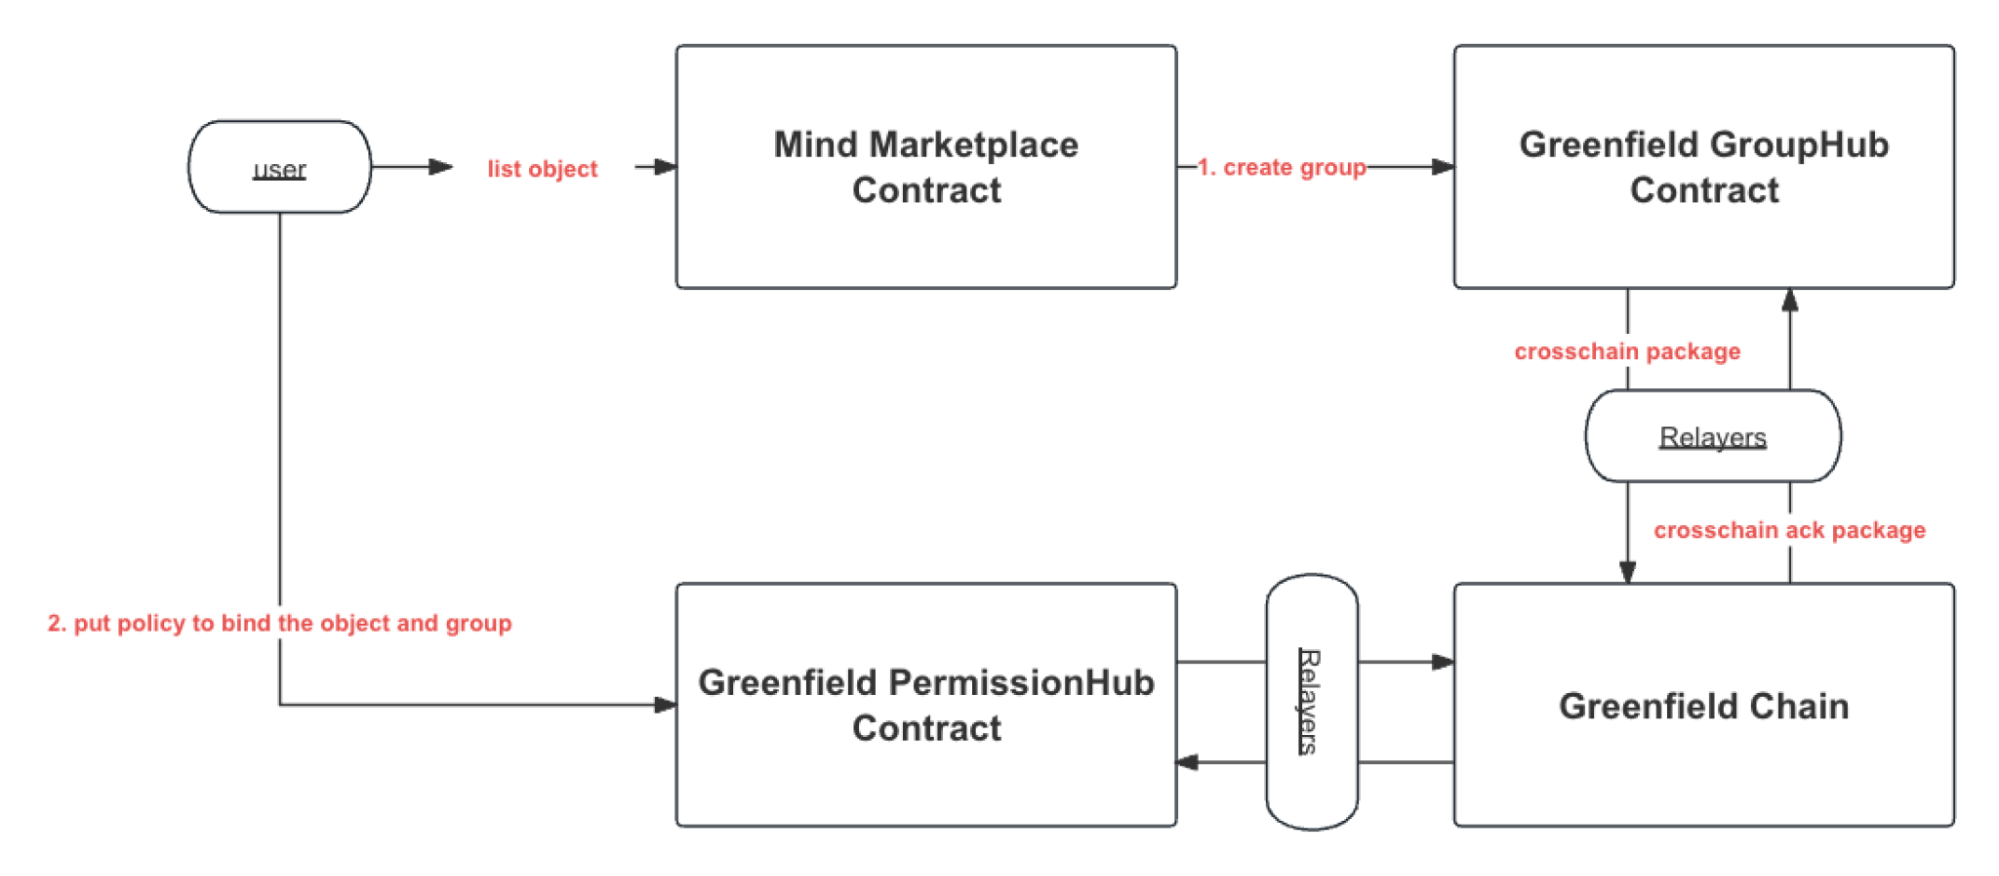 user
list object
Mind Marketplace
Contract
1. create group
Greenfield GroupHub
Contract
crosschain package
Relayers
crosschain ack package
2. put policy to bind the object and group
Greenfield PermissionHub
Contract
Relayers
Greenfield Chain